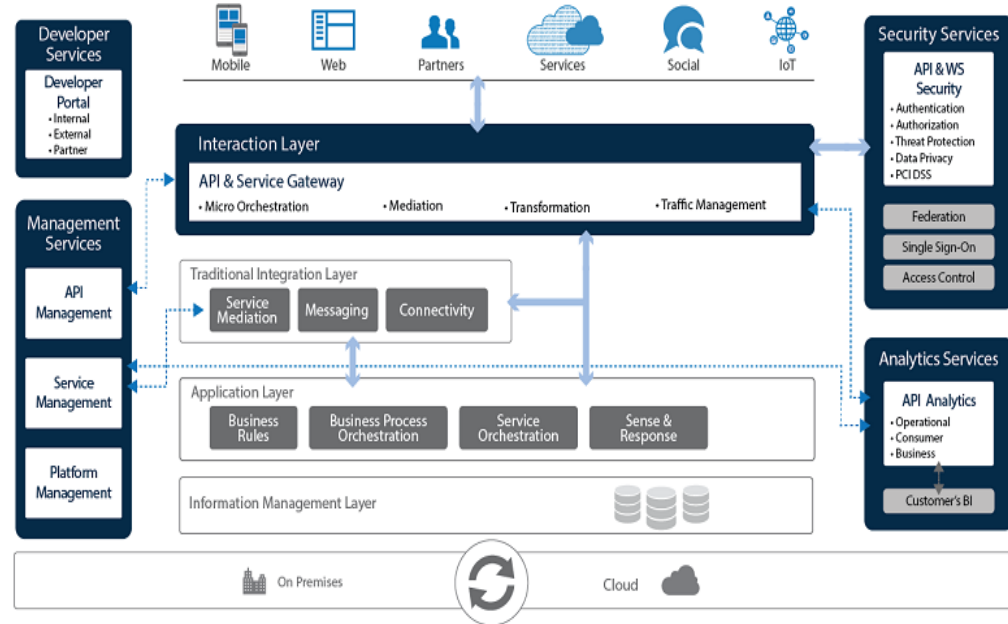 Developer
Services
Developer
Portal
• Internal
• External
• Partner
Management
Services
API
Management
Service
Management
Platform
Management
Mobile
Web
Partners
Services
Social
IoT
Interaction Layer
API & Service Gateway
• Micro Orchestration
• Mediation
• Transformation
• Traffic Management
Traditional Integration Layer
Service
Mediation
Messaging
Connectivity
Application Layer
Business
Rules
Business Process
Orchestration
Service
Orchestration
Sense &
Response
Information Management Layer
Security Services
API & WS
Security
• Authentication
• Authorization
• Threat Protection
• Data Privacy
• PCI DSS
Federation
Single Sign-On
Access Control
Analytics Services
API Analytics
• Operational
• Consumer
• Business
Customer's BI
On Premises
Cloud